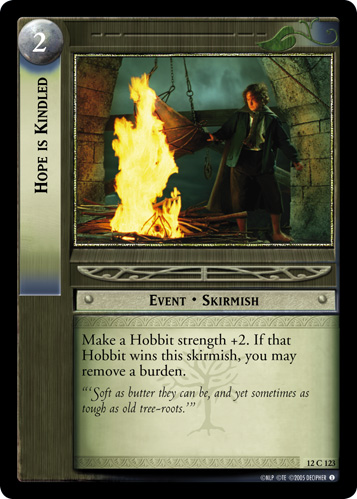 2
HOPE IS KINDLED
EVENT • SKIRMISH
Make a Hobbit strength +2. If that
Hobbit wins this skirmish, you may
remove a burden.
“‘Soft as butter they can be, and yet sometimes as
tough as old tree-roots.’”
12 C 123
©NLP ©TE ©2005 DECIPHER